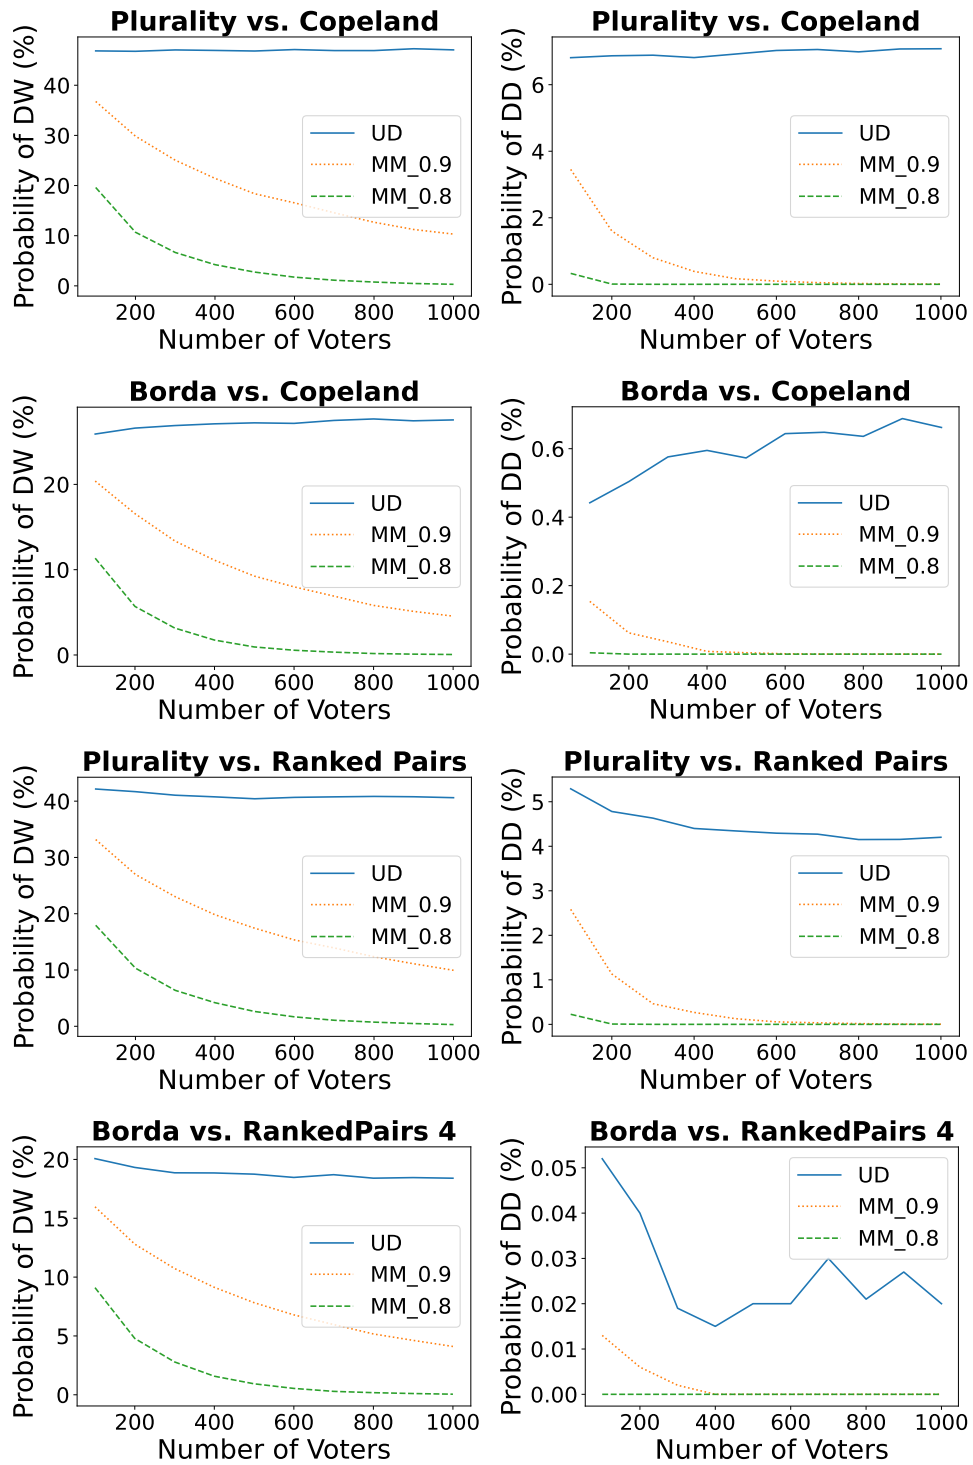 Plurality vs. Copeland
Probability of DW (%)
40
30
20
10
0
UD
MM_0.9
MM_0.8
200 400 600 800 1000
Number of Voters
Plurality vs. Copeland
Probability of DD (%)
6
4
2
0
UD
MM_0.9
MM_0.8
200 400 600 800 1000
Number of Voters
Borda vs. Copeland
Probability of DW (%)
20
10
0
UD
MM_0.9
MM_0.8
200 400 600 800 1000
Number of Voters
Borda vs. Copeland
Probability of DD (%)
0.6
0.4
0.2
0.0
UD
MM_0.9
MM_0.8
200 400 600 800 1000
Number of Voters
Plurality vs. Ranked Pairs
Probability of DW (%)
40
30
20
10
0
UD
MM_0.9
MM_0.8
200 400 600 800 1000
Number of Voters
Plurality vs. Ranked Pairs
Probability of DD (%)
5
4
3
2
1
0
UD
MM_0.9
MM_0.8
200 400 600 800 1000
Number of Voters
Borda vs. RankedPairs 4
Probability of DW (%)
20
15
10
5
0
UD
MM_0.9
MM_0.8
200 400 600 800 1000
Number of Voters
Borda vs. RankedPairs 4
Probability of DD (%)
0.05
0.04
0.03
0.02
0.01
0.00
UD
MM_0.9
MM_0.8
200 400 600 800 1000
Number of Voters